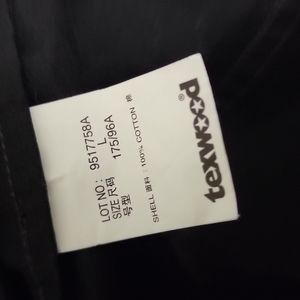 texwood®
SHELL 面料 : 100% COTTON 棉
LOT NO : 9517758A
SIZE 尺码 L
号型 175/96A